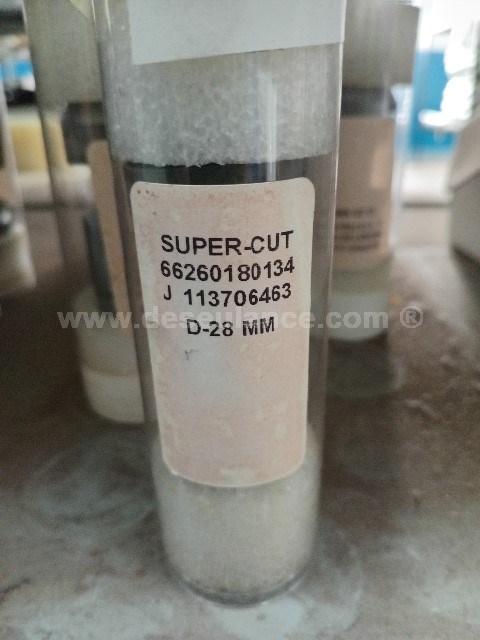 SUPER-CUT
66260180134
J 113706463
www.deseulance.com ®
D-28 MM